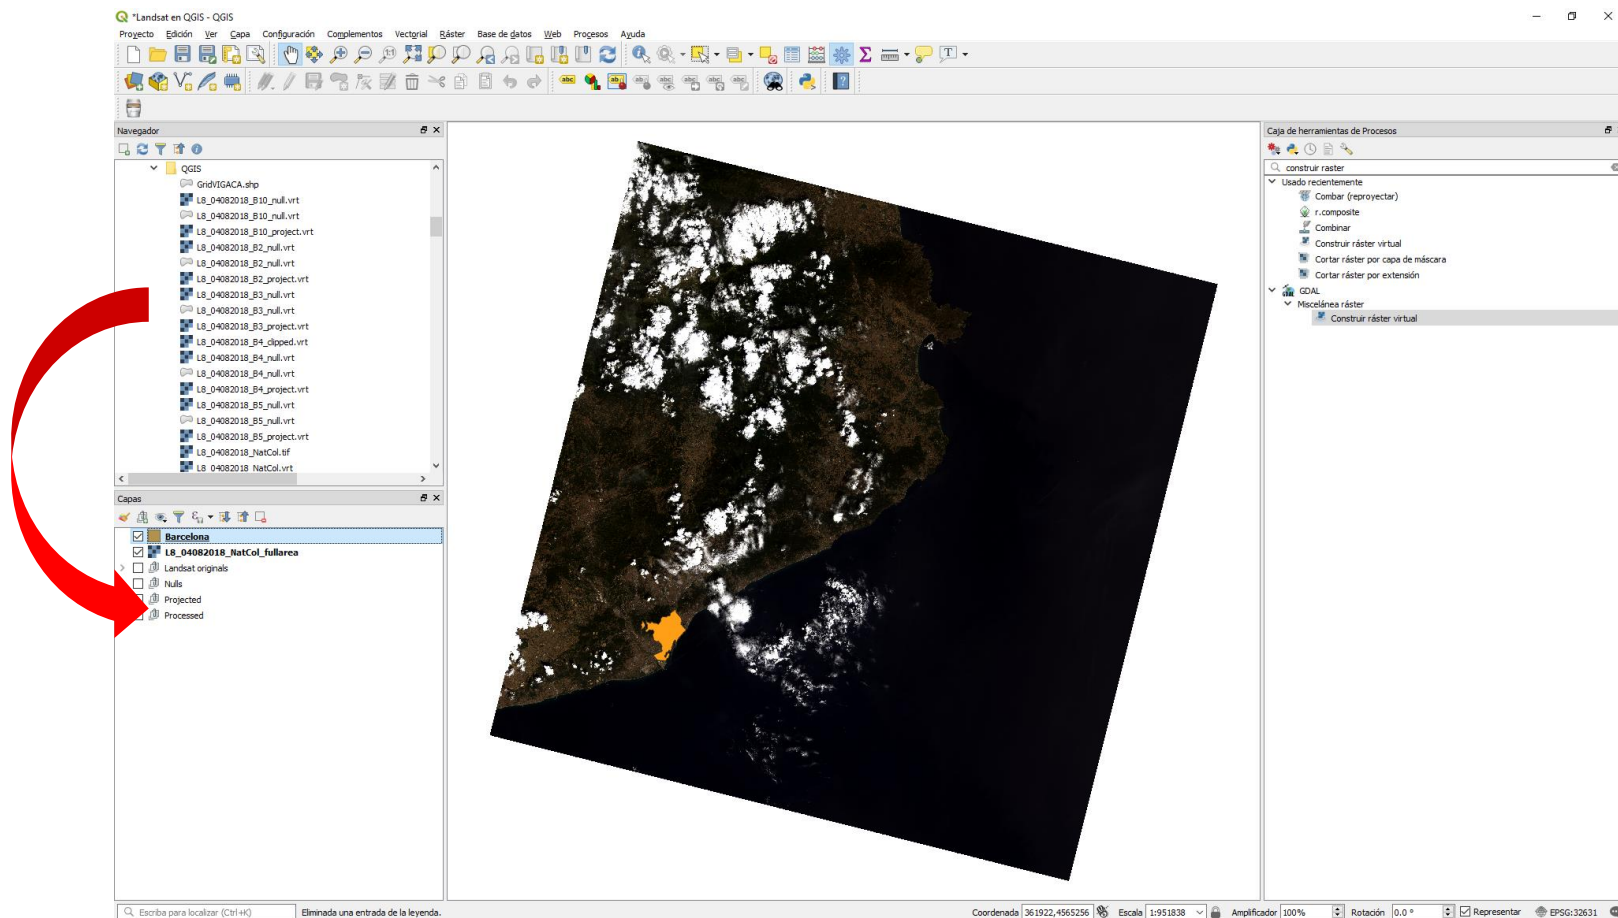 *Landsat en QGIS - QGIS
Proyecto Edición Ver Capa Configuración Complementos Vectorial Ráster Base de datos Web Procesos Ayuda
Navegador
QGIS
GridVIGACA.shp
L8_04082018_B10_null.vrt
L8_04082018_B10_null.vrt
L8_04082018_B10_project.vrt
L8_04082018_B2_null.vrt
L8_04082018_B2_null.vrt
L8_04082018_B2_project.vrt
L8_04082018_B3_null.vrt
L8_04082018_B3_null.vrt
L8_04082018_B3_project.vrt
L8_04082018_B4_clipped.vrt
L8_04082018_B4_null.vrt
L8_04082018_B4_null.vrt
L8_04082018_B4_project.vrt
L8_04082018_B5_null.vrt
L8_04082018_B5_null.vrt
L8_04082018_B5_project.vrt
L8_04082018_NatCol.tif
L8_04082018_NatCol.vrt
Capas
Barcelona
L8_04082018_NatCol_fullarea
Landsat originals
Nulls
Projected
Processed
Caja de herramientas de Procesos
construir raster
Usado recientemente
Combar (reproyectar)
r.composite
Combinar
Construir ráster virtual
Cortar ráster por capa de máscara
Cortar ráster por extensión
GDAL
Miscelánea ráster
Construir ráster virtual
Escriba para localizar (Ctrl+K) Eliminada una entrada de la leyenda. Coordenada 361922,4565256 Escala 1:951838 Amplificador 100% Rotación 0.0 ° Representar EPSG:32631